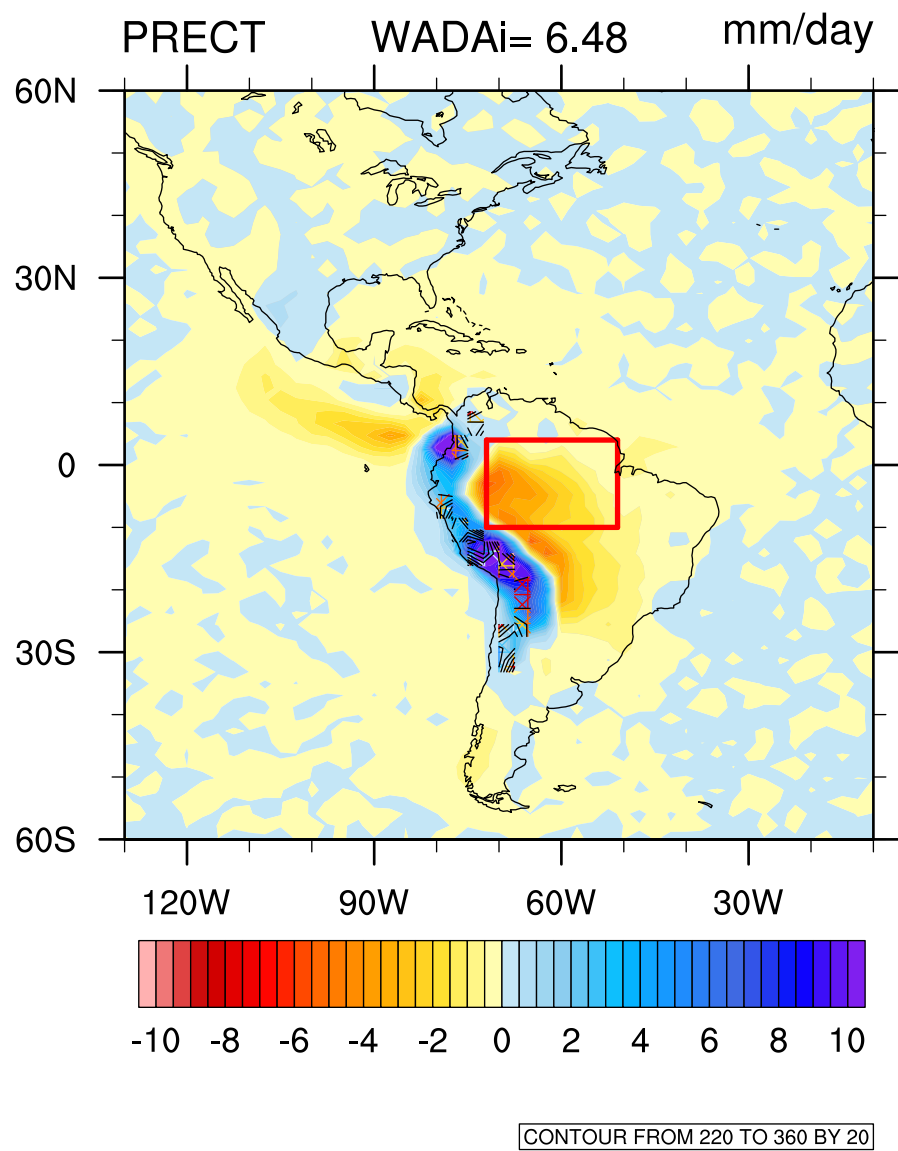 PRECT WADAi= 6.48 mm/day
60N
30N
0
30S
60S
120W 90W 60W 30W
-10 -8 -6 -4 -2 0 2 4 6 8 10
CONTOUR FROM 220 TO 360 BY 20